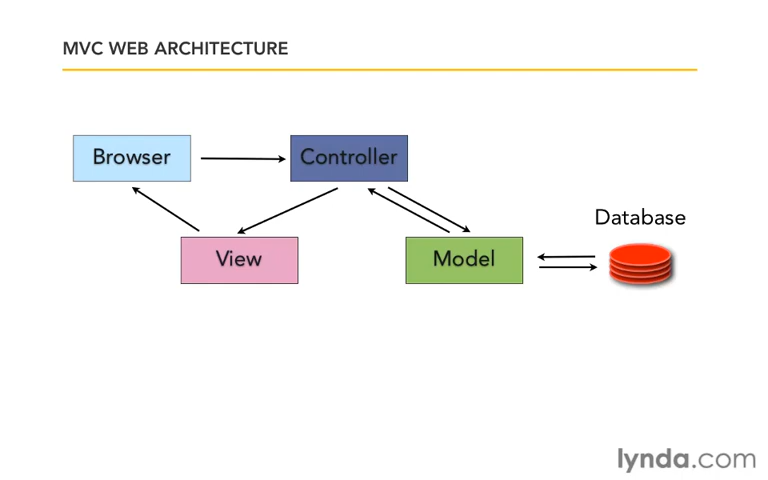 MVC WEB ARCHITECTURE
Browser
Controller
Database
View
Model
lynda.com